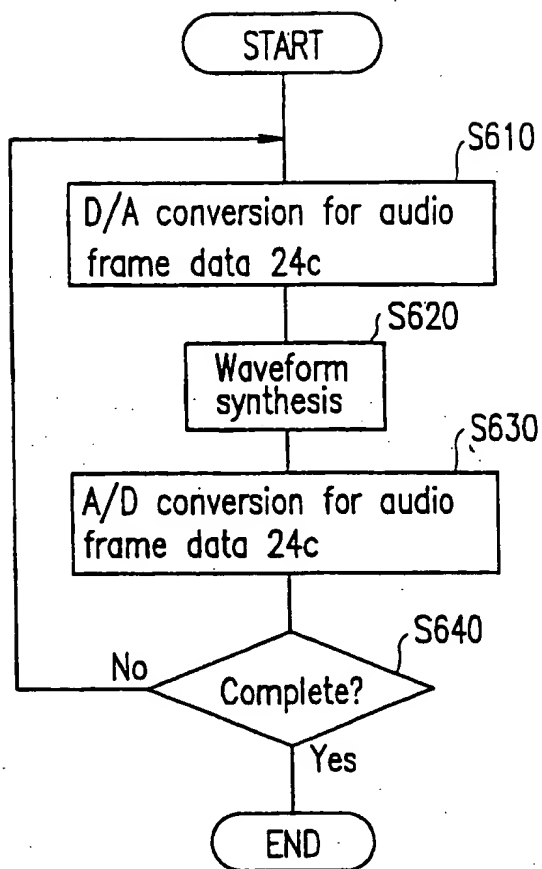 START
S610
D/A conversion for audio
frame data 24c
S620
Waveform
synthesis
S630
A/D conversion for audio
frame data 24c
S640
No
Complete?
Yes
END